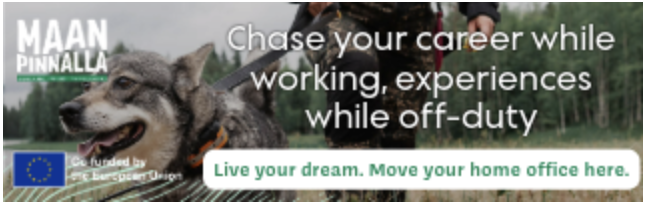 MAAN
PINNALLA
Chase your career while
working, experiences
while off-duty
Co-funded by
the European Union
Live your dream. Move your home office here.